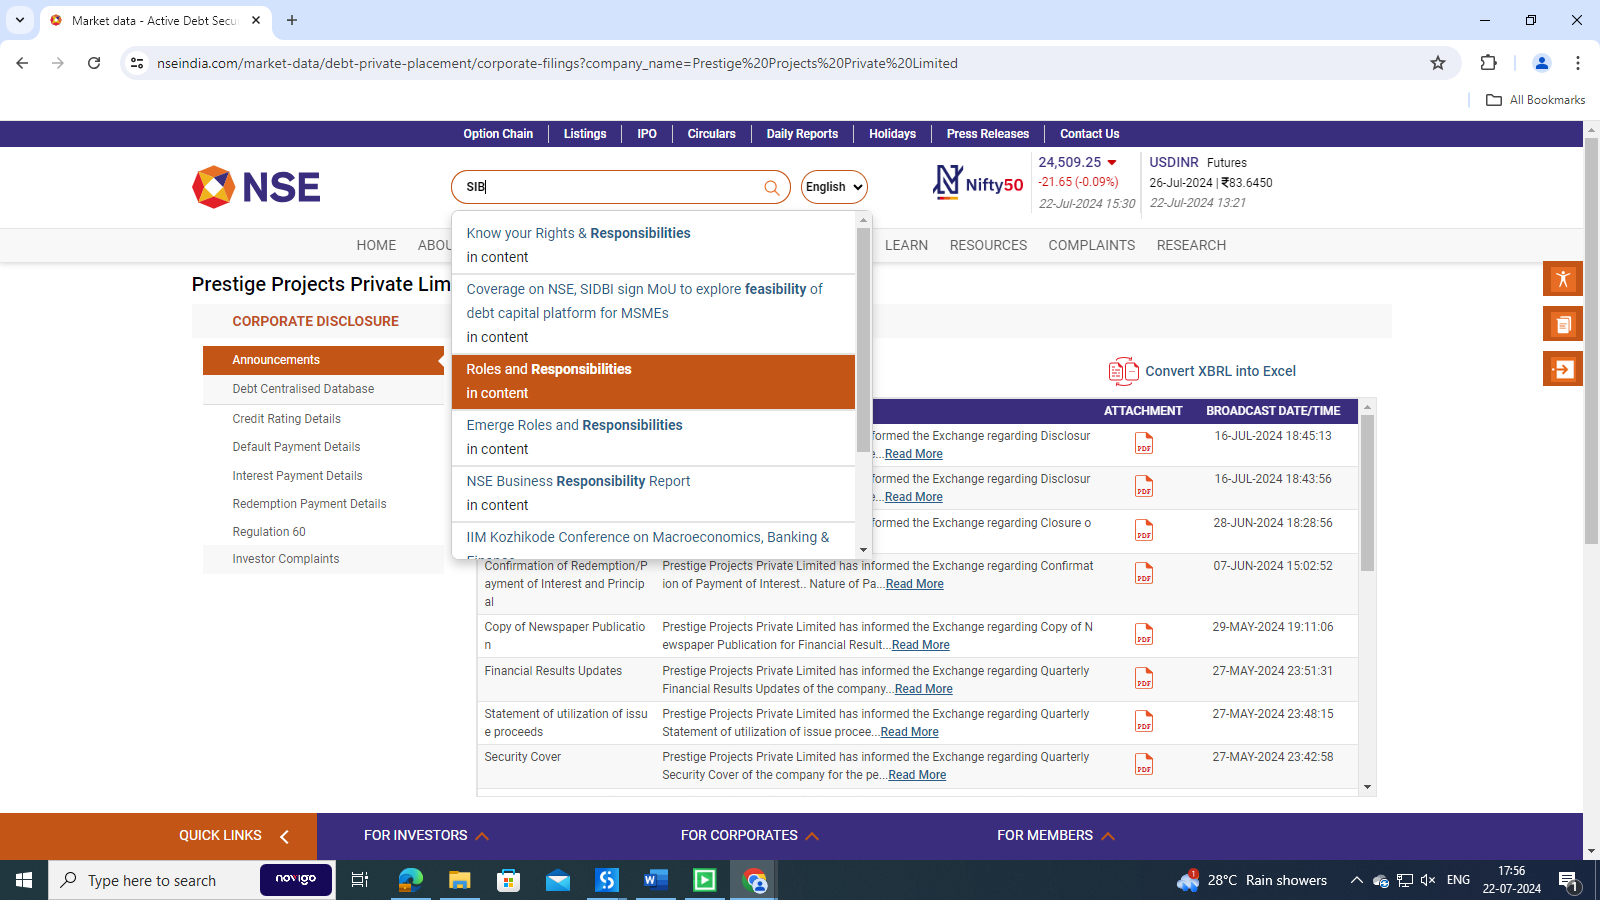 Market data - Active Debt Secu
nseindia.com/market-data/debt-private-placement/corporate-filings?company_name=Prestige%20Projects%20Private%20Limited
All Bookmarks
Option Chain
Listings
IPO
Circulars
Daily Reports
Holidays
Press Releases
Contact Us
NSE
SIB
English
Nifty50
24,509.25
-21.65 (-0.09%)
22-Jul-2024 15:30
USDINR Futures
26-Jul-2024 | ₹83.6450
22-Jul-2024 13:21
HOME
ABOU
LEARN
RESOURCES
COMPLAINTS
RESEARCH
Know your Rights & Responsibilities
in content
Coverage on NSE, SIDBI sign MoU to explore feasibility of
debt capital platform for MSMEs
in content
Roles and Responsibilities
in content
Emerge Roles and Responsibilities
in content
NSE Business Responsibility Report
in content
IIM Kozhikode Conference on Macroeconomics, Banking &
Prestige Projects Private Lim
CORPORATE DISCLOSURE
Announcements
Debt Centralised Database
Credit Rating Details
Default Payment Details
Interest Payment Details
Redemption Payment Details
Regulation 60
Investor Complaints
Convert XBRL into Excel
ATTACHMENT
BROADCAST DATE/TIME
formed the Exchange regarding Disclosur
e...Read More
PDF
16-JUL-2024 18:45:13
formed the Exchange regarding Disclosur
e...Read More
PDF
16-JUL-2024 18:43:56
formed the Exchange regarding Closure o
PDF
28-JUN-2024 18:28:56
Confirmation of Redemption/P
ayment of Interest and Princip
al
Prestige Projects Private Limited has informed the Exchange regarding Confirmat
ion of Payment of Interest.. Nature of Pa...Read More
PDF
07-JUN-2024 15:02:52
Copy of Newspaper Publicatio
n
Prestige Projects Private Limited has informed the Exchange regarding Copy of N
ewspaper Publication for Financial Result...Read More
PDF
29-MAY-2024 19:11:06
Financial Results Updates
Prestige Projects Private Limited has informed the Exchange regarding Quarterly
Financial Results Updates of the company...Read More
PDF
27-MAY-2024 23:51:31
Statement of utilization of issu
e proceeds
Prestige Projects Private Limited has informed the Exchange regarding Quarterly
Statement of utilization of issue procee...Read More
PDF
27-MAY-2024 23:48:15
Security Cover
Prestige Projects Private Limited has informed the Exchange regarding Quarterly
Security Cover of the company for the pe...Read More
PDF
27-MAY-2024 23:42:58
QUICK LINKS
FOR INVESTORS
FOR CORPORATES
FOR MEMBERS
Type here to search
novigo
1
28°C Rain showers
ENG
17:56
22-07-2024
1